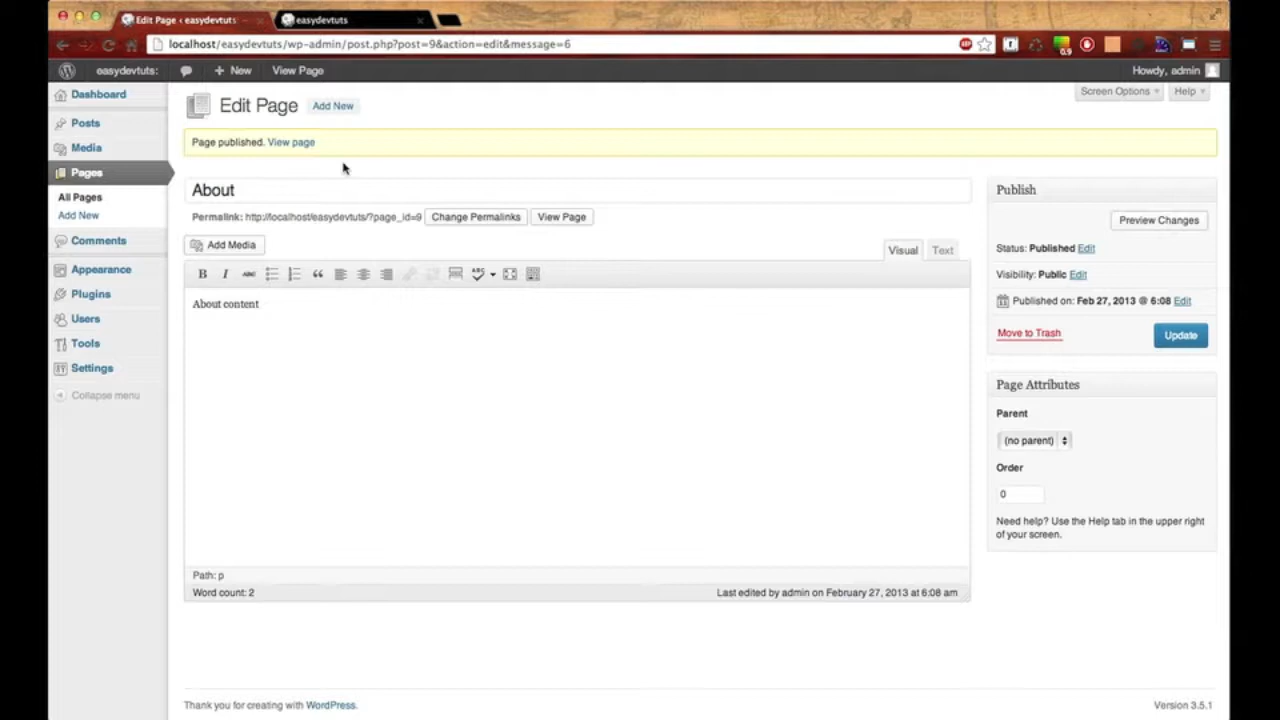 Edit Page ‹ easydevtuts
easydevtuts
localhost/easydevtuts/wp-admin/post.php?post=9&action=edit&message=6
easydevtuts:
+ New
View Page
Howdy, admin
Dashboard
Posts
Media
Pages
All Pages
Add New
Comments
Appearance
Plugins
Users
Tools
Settings
Collapse menu
Screen Options
Help
Edit Page
Add New
Page published. View page
About
Permalink: http://localhost/easydevtuts/?page_id=9
Change Permalinks
View Page
Add Media
Visual
Text
B I ABC
ABC
About content
Path: p
Word count: 2
Last edited by admin on February 27, 2013 at 6:08 am
Publish
Preview Changes
Status: Published Edit
Visibility: Public Edit
Published on: Feb 27, 2013 @ 6:08 Edit
Move to Trash
Update
Page Attributes
Parent
(no parent)
Order
0
Need help? Use the Help tab in the upper right
of your screen.
Thank you for creating with WordPress.
Version 3.5.1